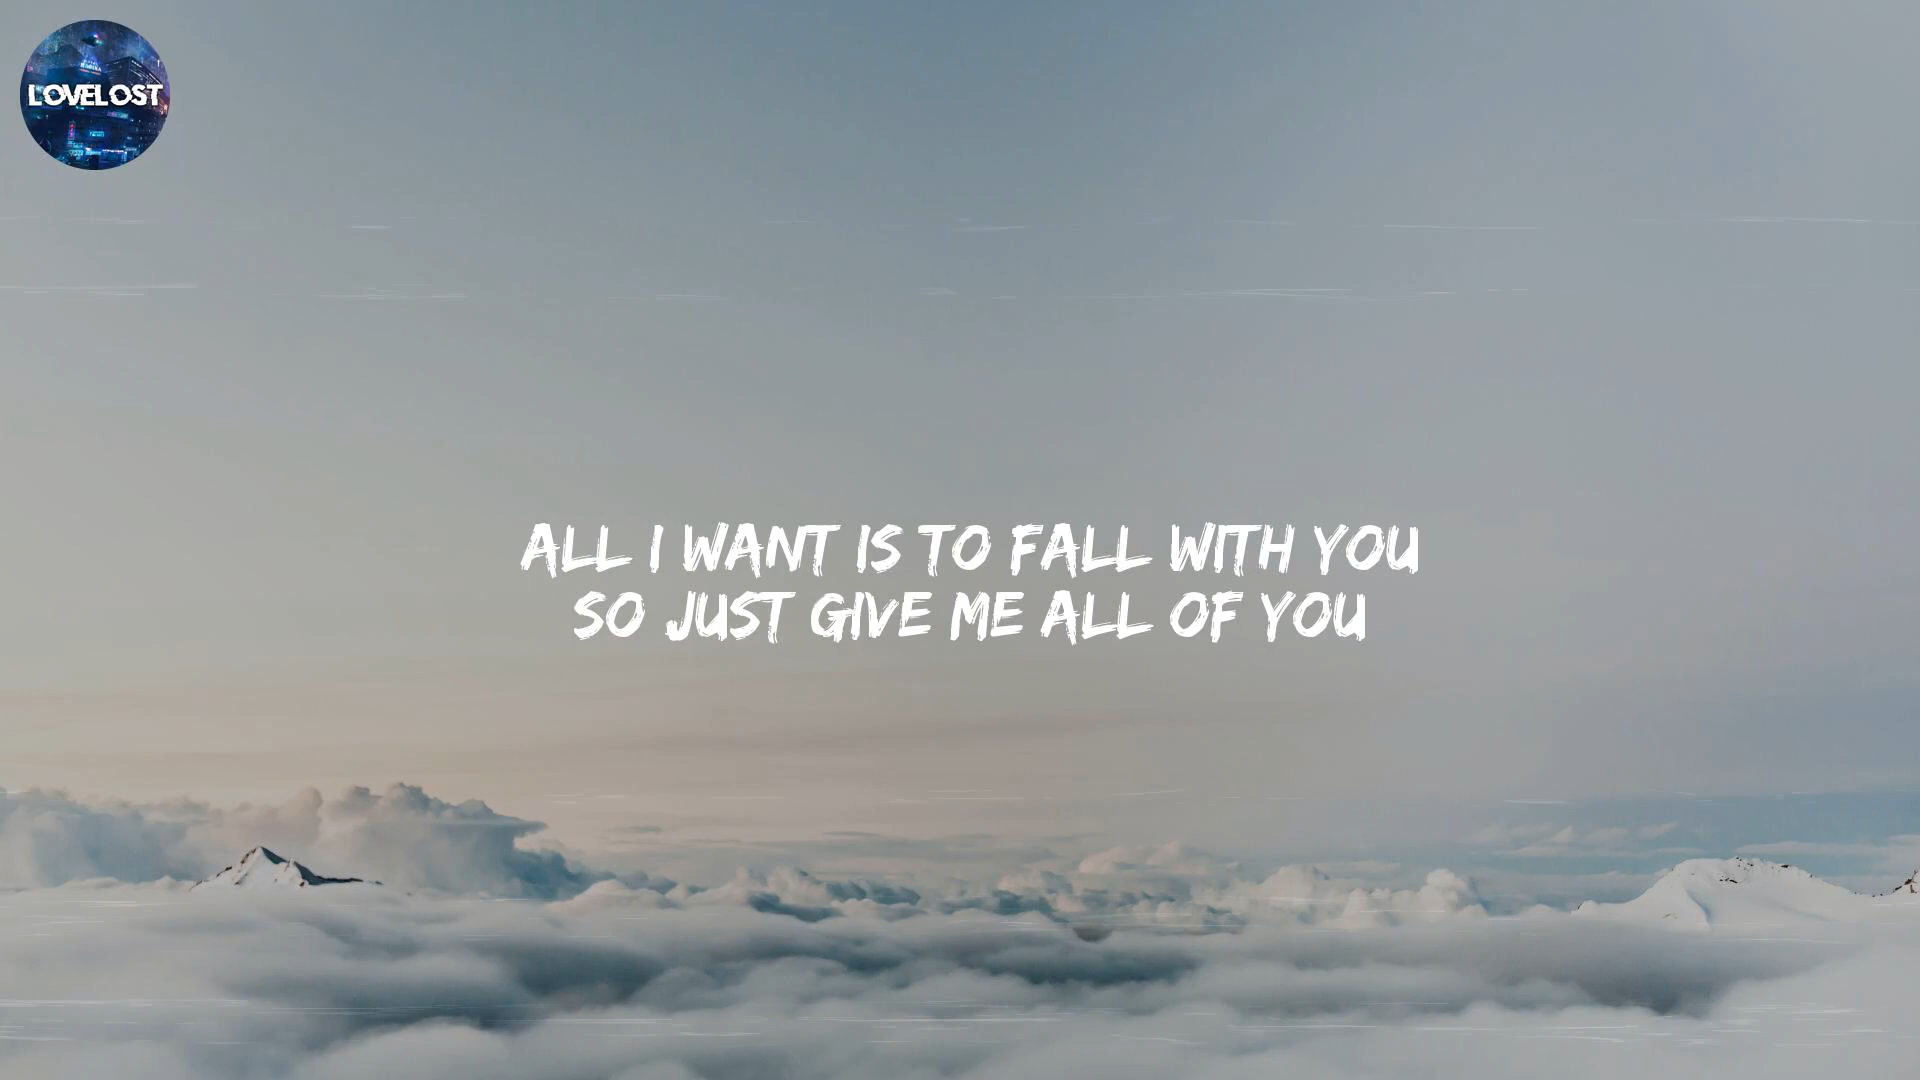 LOVELOST
ALL I WANT IS TO FALL WITH YOU
SO JUST GIVE ME ALL OF YOU